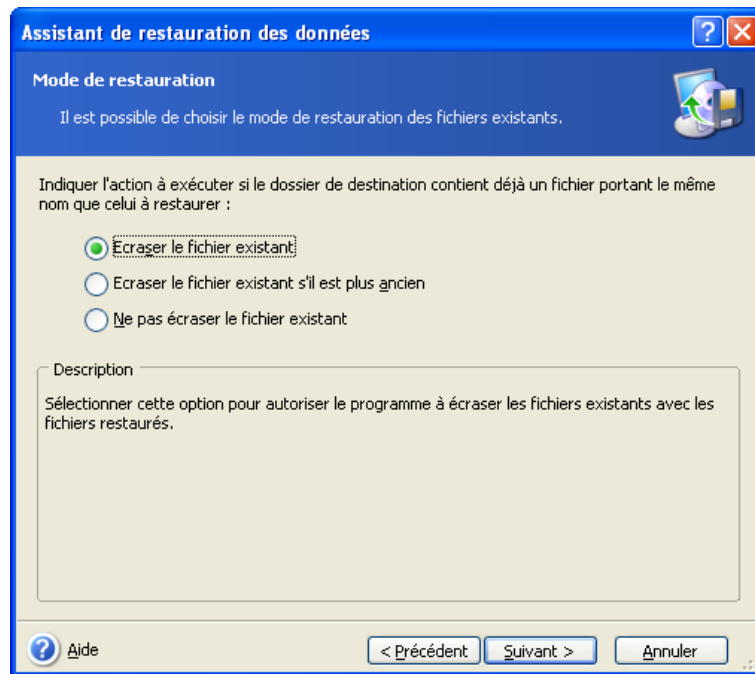 Assistant de restauration des données
Mode de restauration
Il est possible de choisir le mode de restauration des fichiers existants.
Indiquer l'action à exécuter si le dossier de destination contient déjà un fichier portant le même
nom que celui à restaurer :
Ecraser le fichier existant
Ecraser le fichier existant s'il est plus ancien
Ne pas écraser le fichier existant
Description
Sélectionner cette option pour autoriser le programme à écraser les fichiers existants avec les
fichiers restaurés.
Aide
< Précédent
Suivant >
Annuler